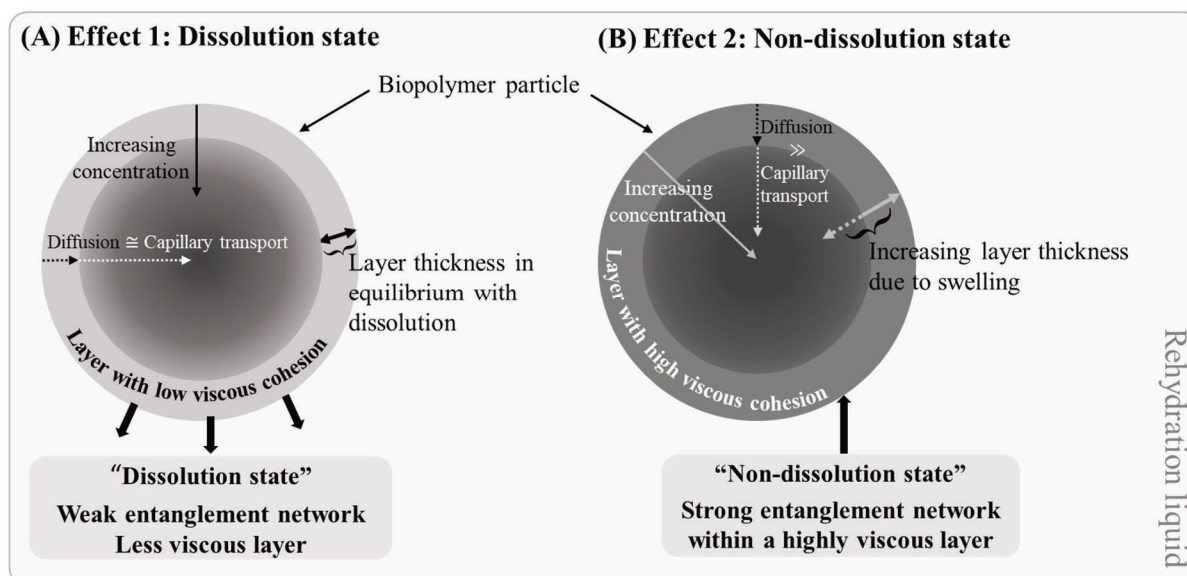 (A) Effect 1: Dissolution state
(B) Effect 2: Non-dissolution state
Biopolymer particle
Increasing
concentration
Diffusion ≅ Capillary transport
Layer thickness in
equilibrium with
dissolution
Layer with low viscous cohesion
“Dissolution state”
Weak entanglement network
Less viscous layer
Diffusion
>>
Capillary
transport
Increasing
concentration
Increasing layer thickness
due to swelling
Layer with high viscous cohesion
“Non-dissolution state”
Strong entanglement network
within a highly viscous layer
Rehydration liquid